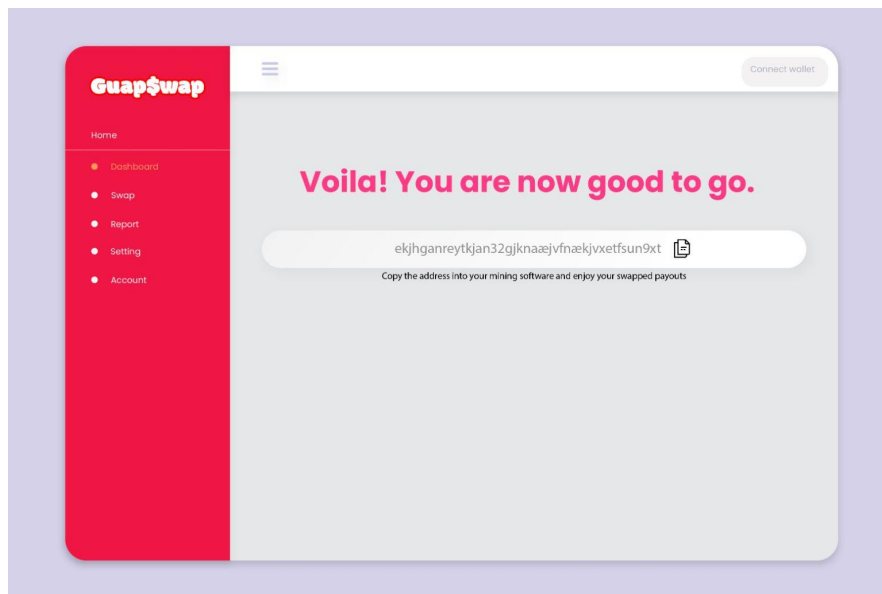 Guap$wap
Connect wallet
Home
Dashboard
Swap
Report
Setting
Account
Voila! You are now good to go.
ekjhganreytkjan32gjknaæjvfnækjvxetfsun9xt
Copy the address into your mining software and enjoy your swapped payouts